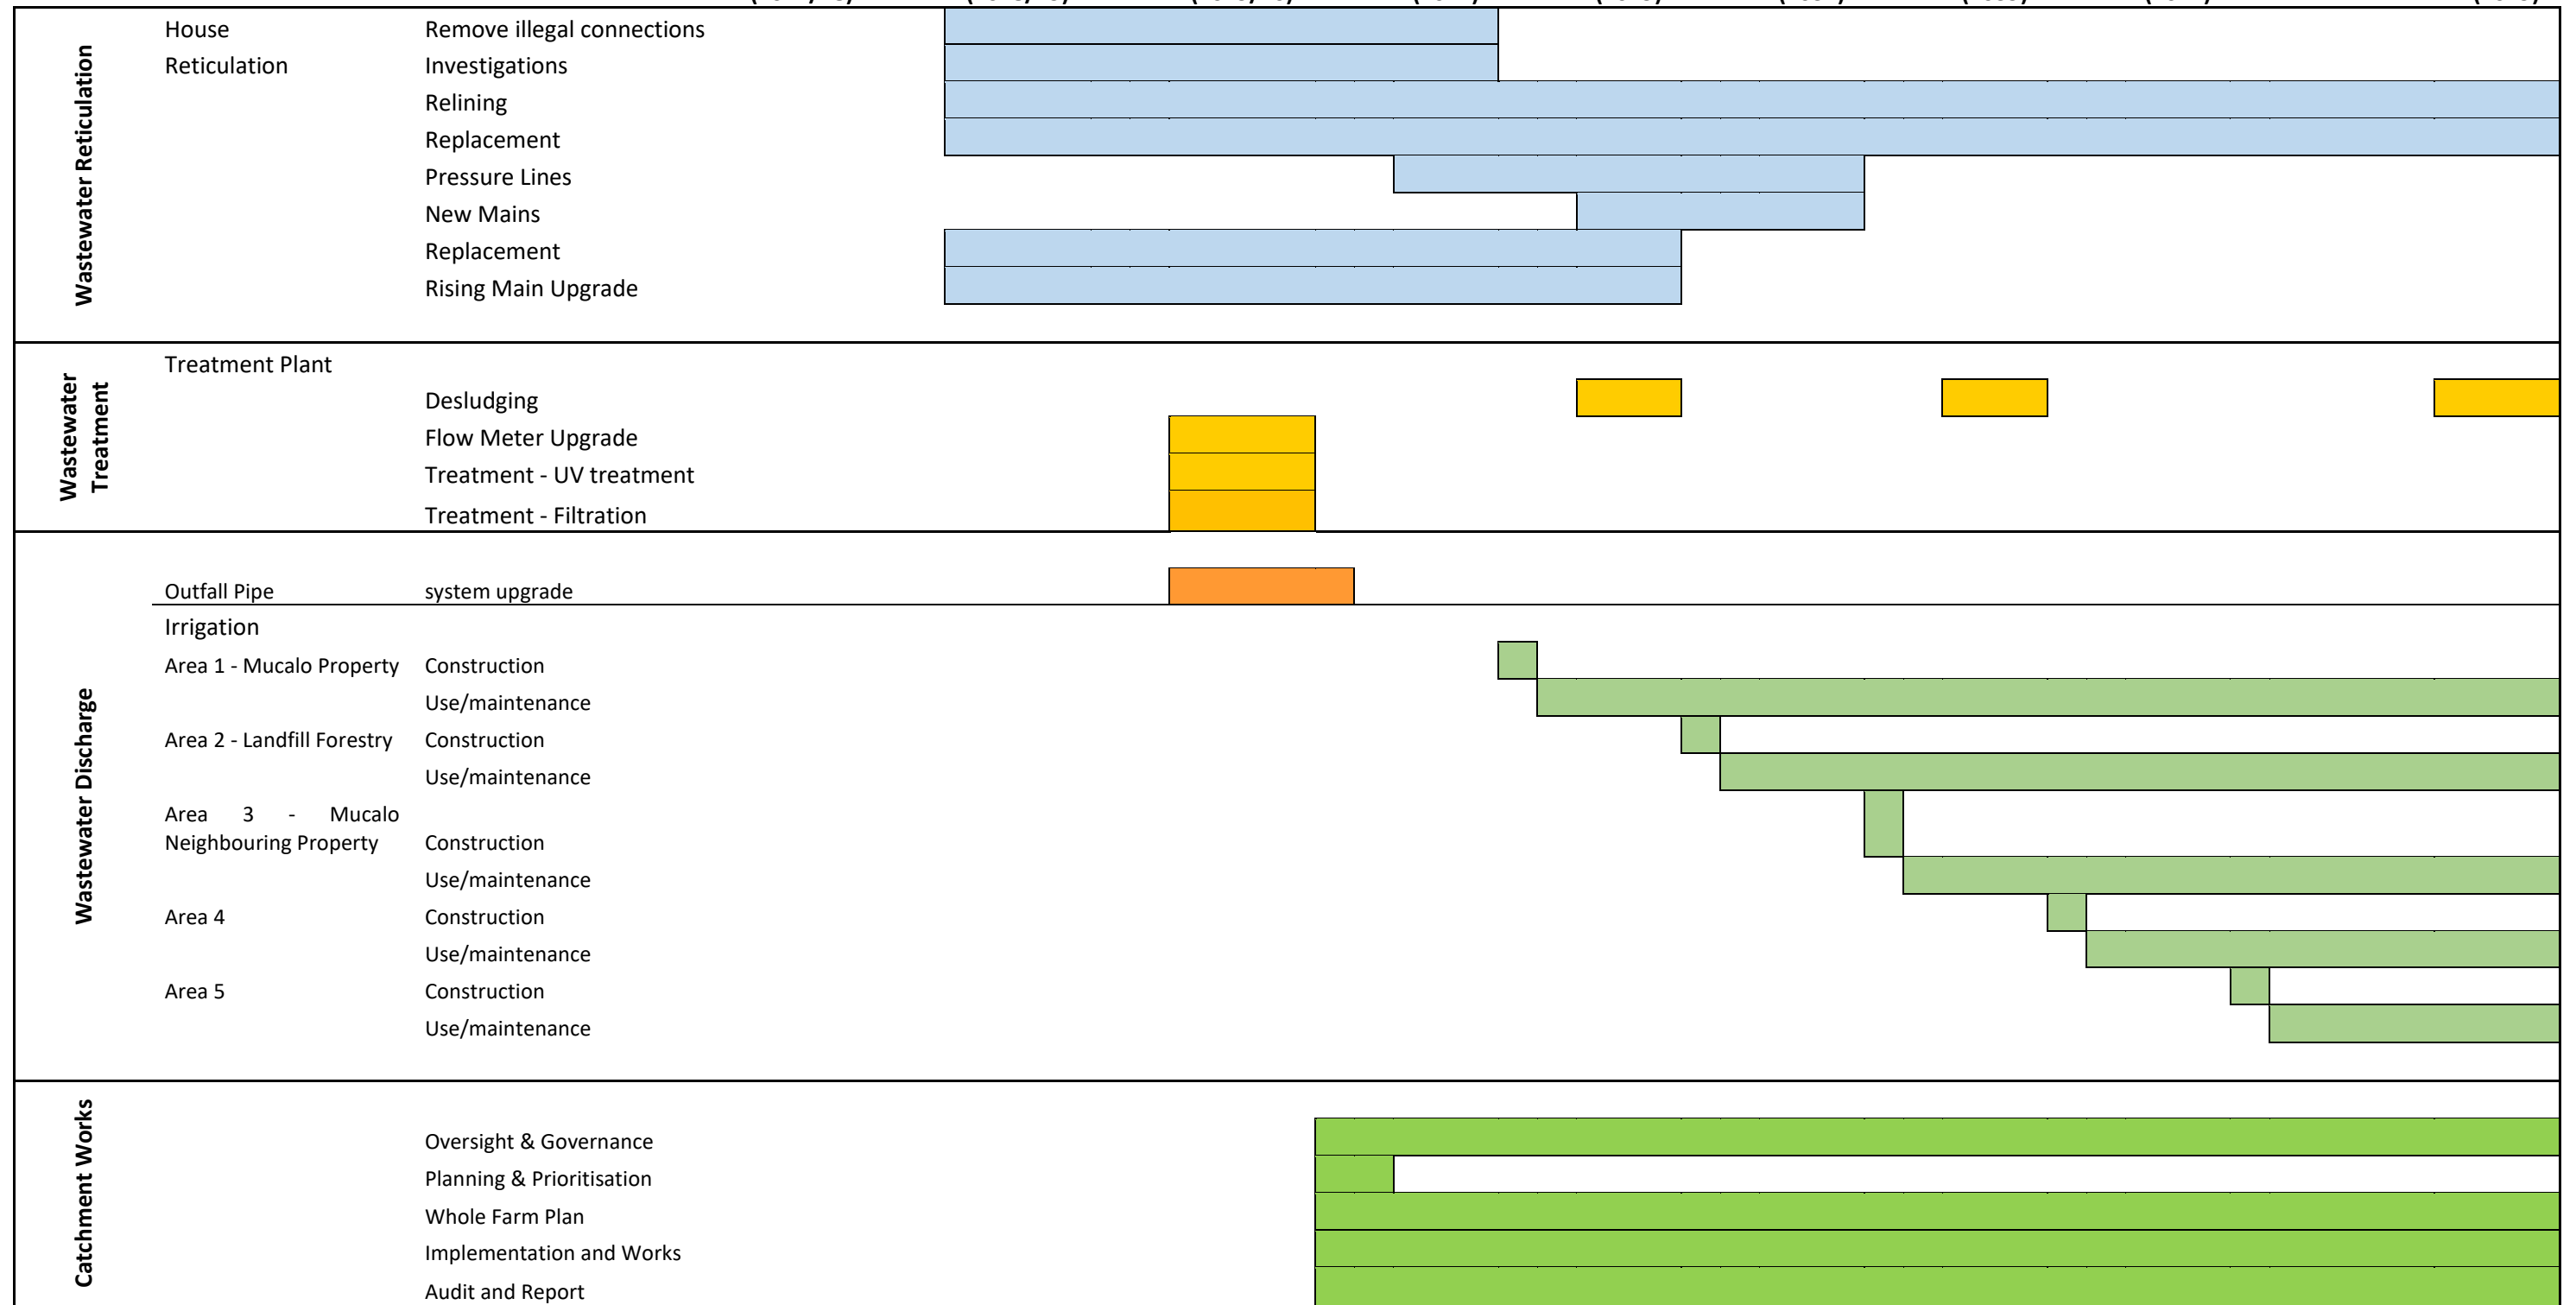 House Remove illegal connections
Reticulation Investigations
Relining
Replacement
Pressure Lines
New Mains
Replacement
Rising Main Upgrade
Wastewater Reticulation
Treatment Plant
Desludging
Flow Meter Upgrade
Treatment - UV treatment
Treatment - Filtration
Wastewater
Treatment
Outfall Pipe system upgrade
Irrigation
Area 1 - Mucalo Property Construction
Use/maintenance
Area 2 - Landfill Forestry Construction
Use/maintenance
Area 3 - Mucalo
Neighbouring Property Construction
Use/maintenance
Area 4 Construction
Use/maintenance
Area 5 Construction
Use/maintenance
Wastewater Discharge
Oversight & Governance
Planning & Prioritisation
Whole Farm Plan
Implementation and Works
Audit and Report
Catchment Works